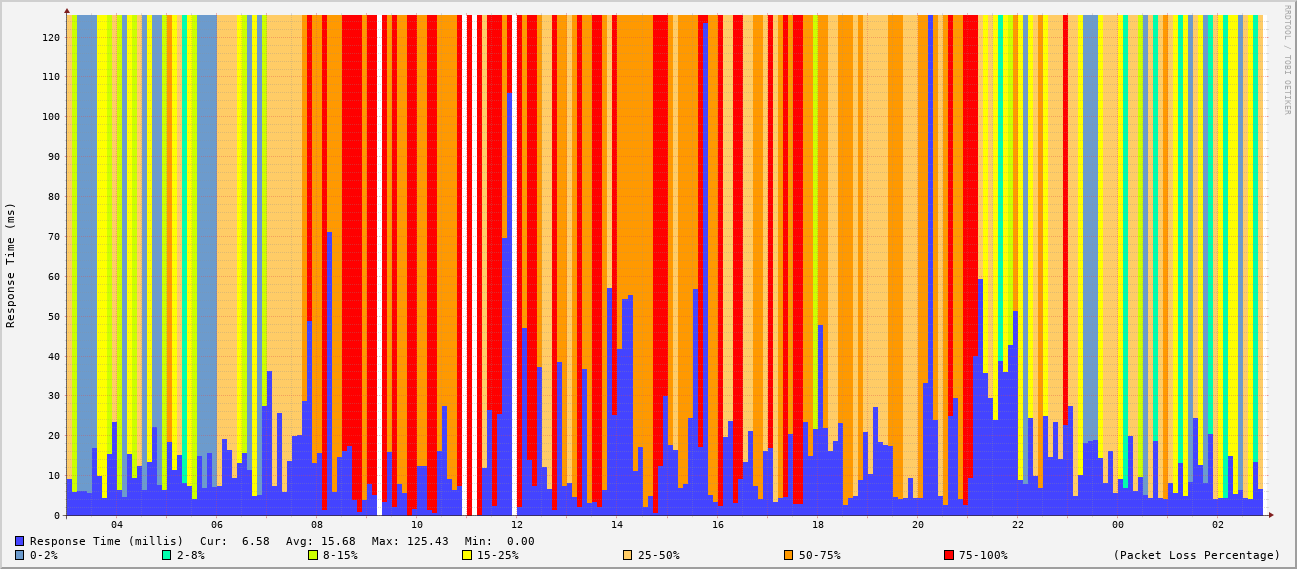 RRDTOOL / TOBI OETIKER
Response Time (ms)
120
110
100
90
80
70
60
50
40
30
20
10
0
04 06 08 10 12 14 16 18 20 22 00 02
Response Time (millis) Cur: 6.58 Avg: 15.68 Max: 125.43 Min: 0.00
0-2% 2-8% 8-15% 15-25% 25-50% 50-75% 75-100% (Packet Loss Percentage)